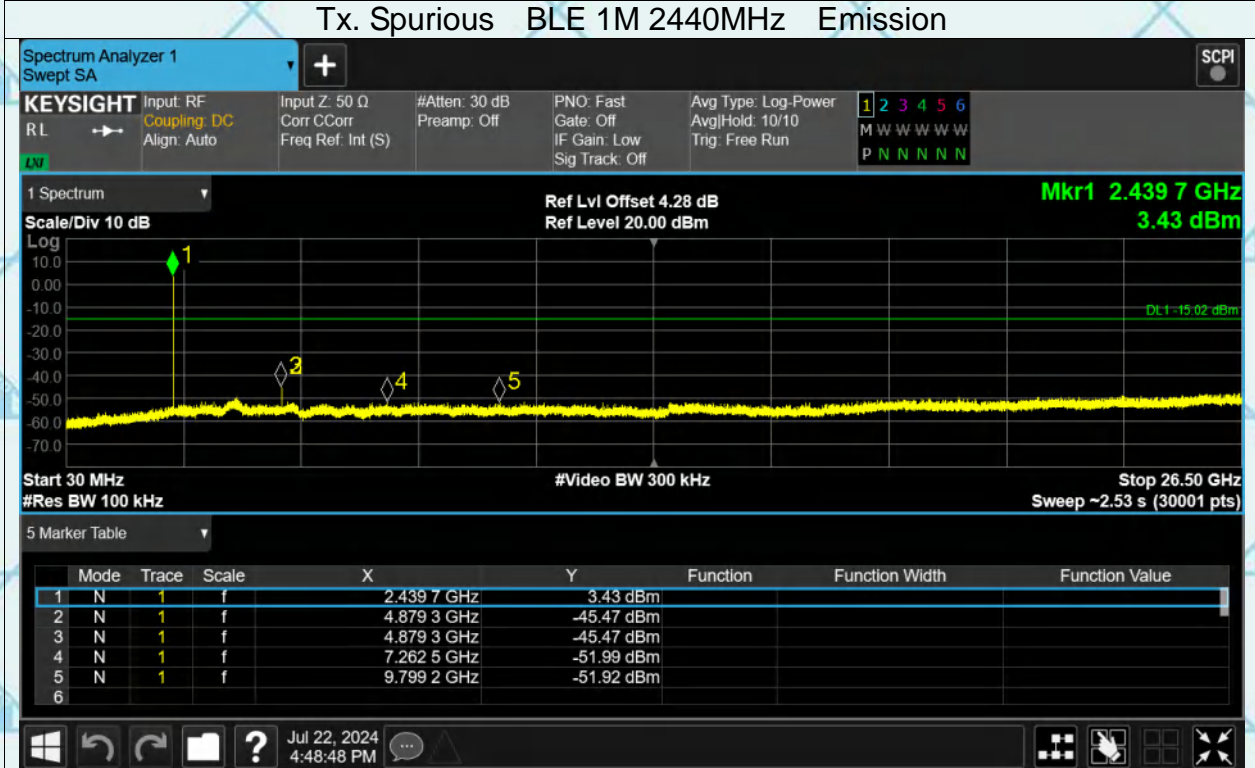 Tx. Spurious BLE 1M 2440MHz Emission
Spectrum Analyzer 1
Swept SA
+
SCPI
KEYSIGHT
RL
LXI
Input: RF
Coupling: DC
Align: Auto
Input Z: 50 Ω
Corr CCorr
Freq Ref: Int (S)
#Atten: 30 dB
Preamp: Off
PNO: Fast
Gate: Off
IF Gain: Low
Sig Track: Off
Avg Type: Log-Power
Avg|Hold: 10/10
Trig: Free Run
1 2 3 4 5 6
M W W W W W
P N N N N N
1 Spectrum
Scale/Div 10 dB
Ref Lvl Offset 4.28 dB
Ref Level 20.00 dBm
Mkr1 2.439 7 GHz
3.43 dBm
Log
10.0
0.00
-10.0
-20.0
-30.0
-40.0
-50.0
-60.0
-70.0
1
DL1 -15.02 dBm
3
4
5
Start 30 MHz
#Video BW 300 kHz
Stop 26.50 GHz
#Res BW 100 kHz
Sweep ~2.53 s (30001 pts)
5 Marker Table
Mode Trace Scale X Y Function Function Width Function Value
1 N 1 f 2.439 7 GHz 3.43 dBm
2 N 1 f 4.879 3 GHz -45.47 dBm
3 N 1 f 4.879 3 GHz -45.47 dBm
4 N 1 f 7.262 5 GHz -51.99 dBm
5 N 1 f 9.799 2 GHz -51.92 dBm
6
?
Jul 22, 2024
4:48:48 PM